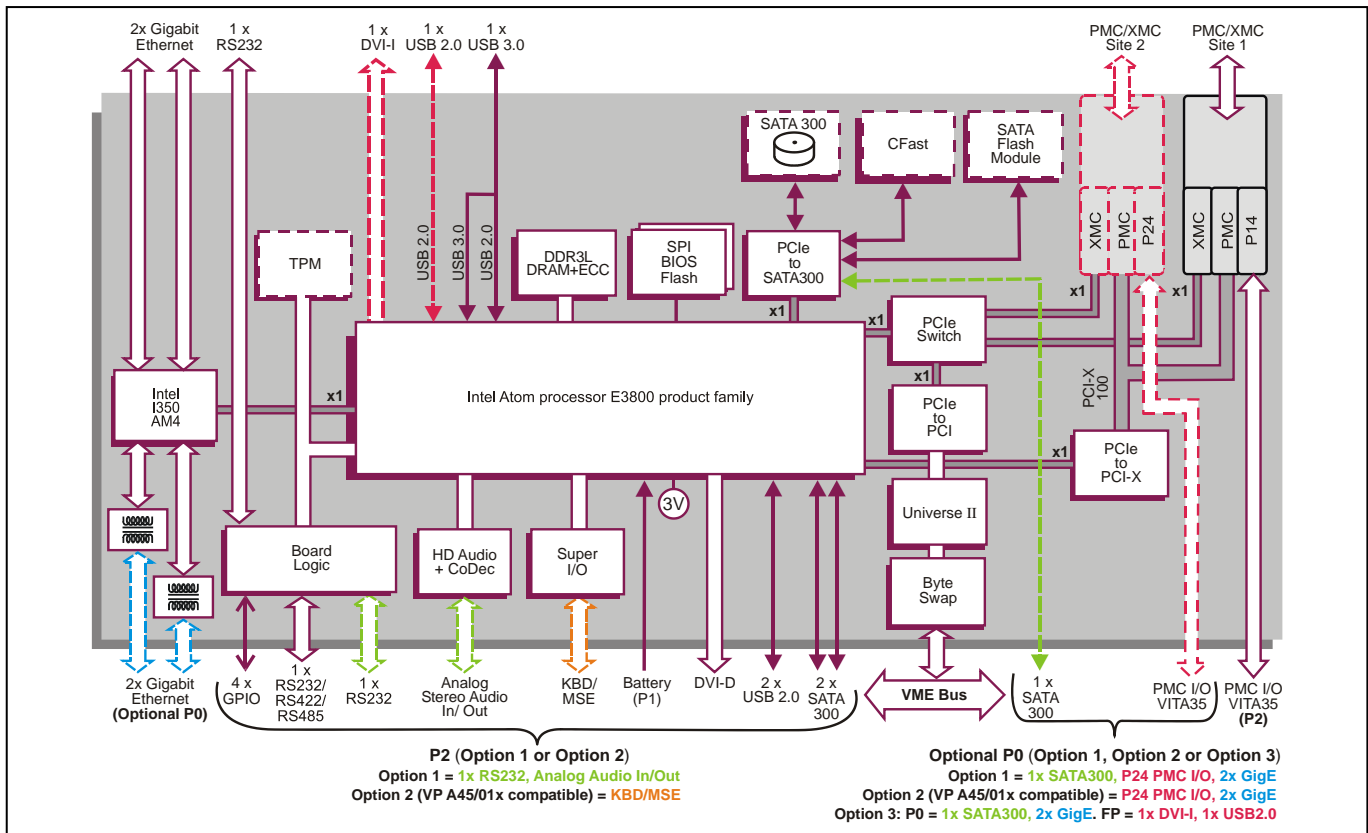 2x Gigabit
Ethernet
1 x
RS232
1 x
DVI-I
1 x
USB 2.0
1 x
USB 3.0
PMC/XMC
Site 2
PMC/XMC
Site 1
SATA 300
CFast
SATA
Flash
Module
XMC
PMC
P24
XMC
PMC
P14
USB 2.0
USB 3.0
USB 2.0
TPM
DDR3L
DRAM+ECC
SPI
BIOS
Flash
PCIe
to
SATA300
x1
x1
x1
x1
PCIe
Switch
x1
Intel
I350
AM4
x1
Intel Atom processor E3800 product family
PCIe
to
PCI
PCI-X
100
x1
PCIe
to
PCI-X
3V
Universe II
Board
Logic
HD Audio
+ CoDec
Super
I/O
Byte
Swap
2x Gigabit
Ethernet
(Optional P0)
4 x
GPIO
1 x
RS232/
RS422/
RS485
1 x
RS232
Analog
Stereo Audio
In/ Out
KBD/
MSE
Battery
(P1)
DVI-D
2 x
USB 2.0
2 x
SATA
300
VME Bus
1 x
SATA
300
PMC I/O
VITA35
PMC I/O
VITA35
(P2)
P2 (Option 1 or Option 2)
Option 1 = 1x RS232, Analog Audio In/Out
Option 2 (VP A45/01x compatible) = KBD/MSE
Optional P0 (Option 1, Option 2 or Option 3)
Option 1 = 1x SATA300, P24 PMC I/O, 2x GigE
Option 2 (VP A45/01x compatible) = P24 PMC I/O, 2x GigE
Option 3: P0 = 1x SATA300, 2x GigE. FP = 1x DVI-I, 1x USB2.0